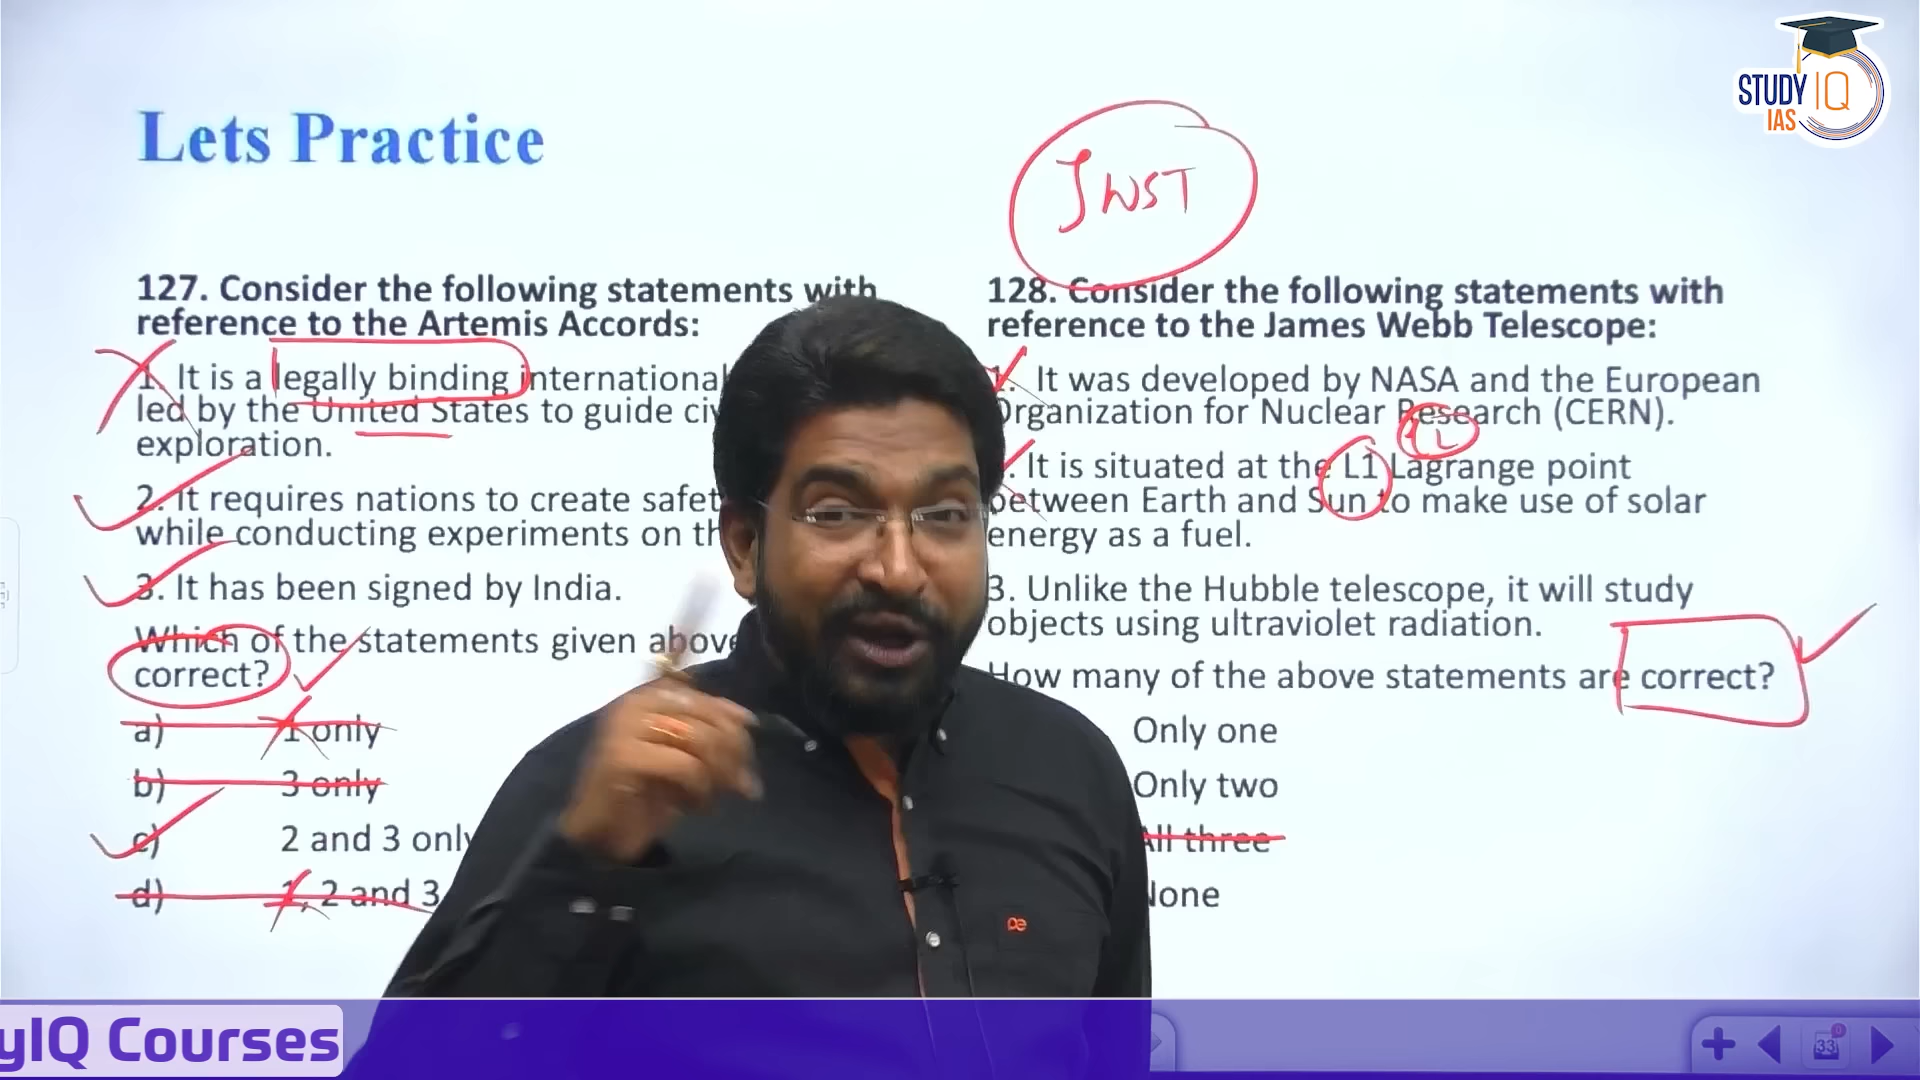 STUDY IQ
IAS
Lets Practice
JWST
127. Consider the following statements with
reference to the Artemis Accords:
1. It is a legally binding international
led by the United States to guide
exploration.
2. It requires nations to create
while conducting experiments on
3. It has been signed by India.
Which of the statements given above
correct?
a) 1 only
b) 3 only
c) 2 and 3 only
d) 1, 2 and 3
128. Consider the following statements with
reference to the James Webb Telescope:
1. It was developed by NASA and the European
Organization for Nuclear Research (CERN).
It is situated at the L1 Lagrange point
between Earth and Sun to make use of solar
energy as a fuel.
3. Unlike the Hubble telescope, it will study
objects using ultraviolet radiation.
How many of the above statements are correct?
Only one
Only two
All three
None
yIQ Courses
33